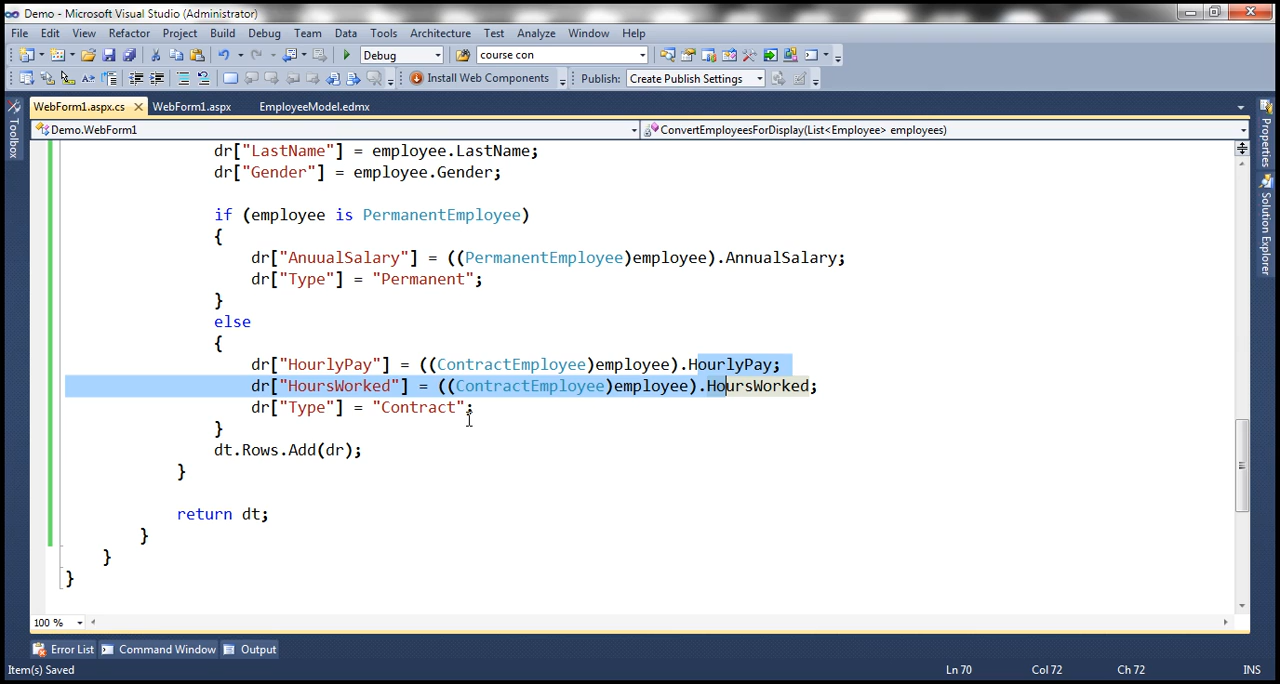 Demo - Microsoft Visual Studio (Administrator)
File Edit View Refactor Project Build Debug Team Data Tools Architecture Test Analyze Window Help
Debug course con
Install Web Components Publish: Create Publish Settings
WebForm1.aspx.cs WebForm1.aspx EmployeeModel.edmx
Demo.WebForm1 ConvertEmployeesForDisplay(List<Employee> employees)
Toolbox
Properties
Solution Explorer
dr["LastName"] = employee.LastName;
dr["Gender"] = employee.Gender;
if (employee is PermanentEmployee)
{
dr["AnuualSalary"] = ((PermanentEmployee)employee).AnnualSalary;
dr["Type"] = "Permanent";
}
else
{
dr["HourlyPay"] = ((ContractEmployee)employee).HourlyPay;
dr["HoursWorked"] = ((ContractEmployee)employee).HoursWorked;
dr["Type"] = "Contract";
}
dt.Rows.Add(dr);
}
return dt;
}
}
}
100 %
Error List Command Window Output
Item(s) Saved Ln 70 Col 72 Ch 72 INS